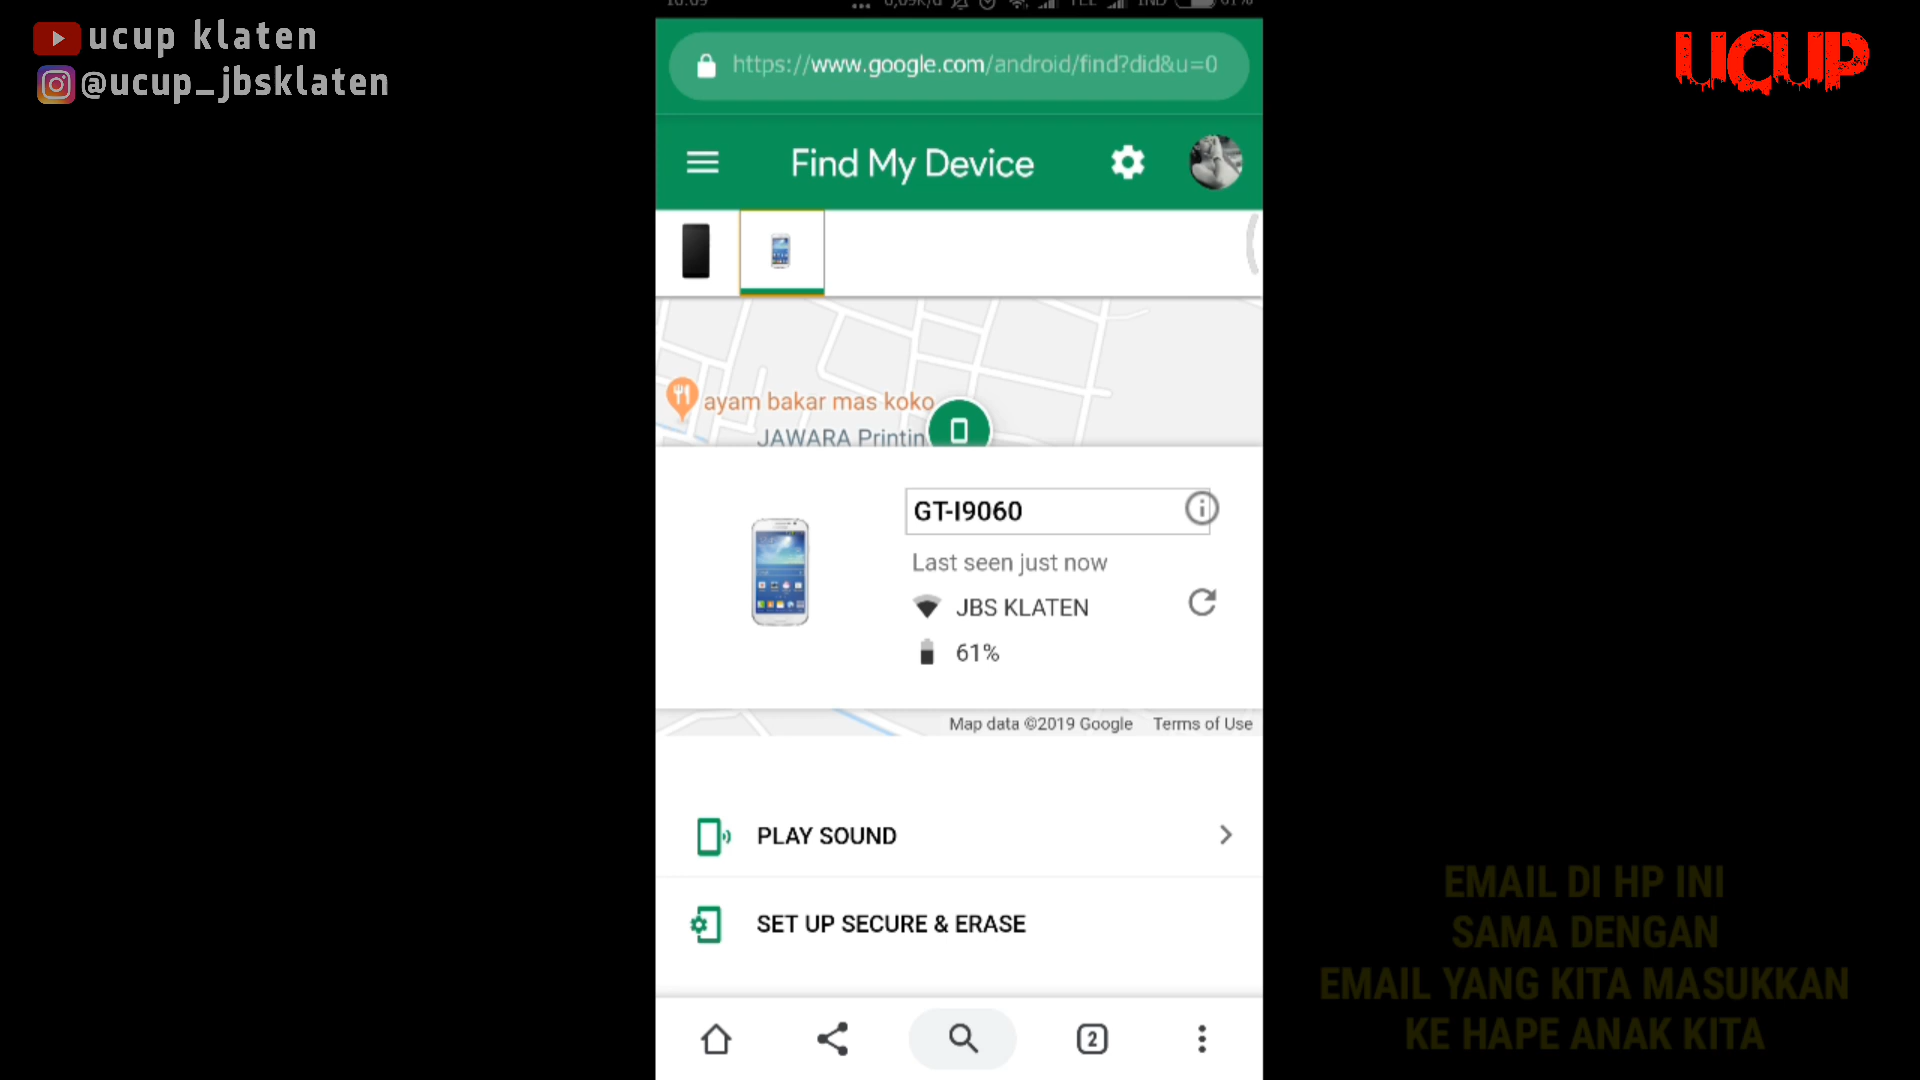 ucup klaten
@ucup_jbsklaten
UCUP
https://www.google.com/android/find?did&u=0
Find My Device
ayam bakar mas koko
JAWARA Printin
GT-I9060
Last seen just now
JBS KLATEN
61%
Map data ©2019 Google Terms of Use
PLAY SOUND
SET UP SECURE & ERASE
2
EMAIL DI HP INI
SAMA DENGAN
EMAIL YANG KITA MASUKKAN
KE HAPE ANAK KITA